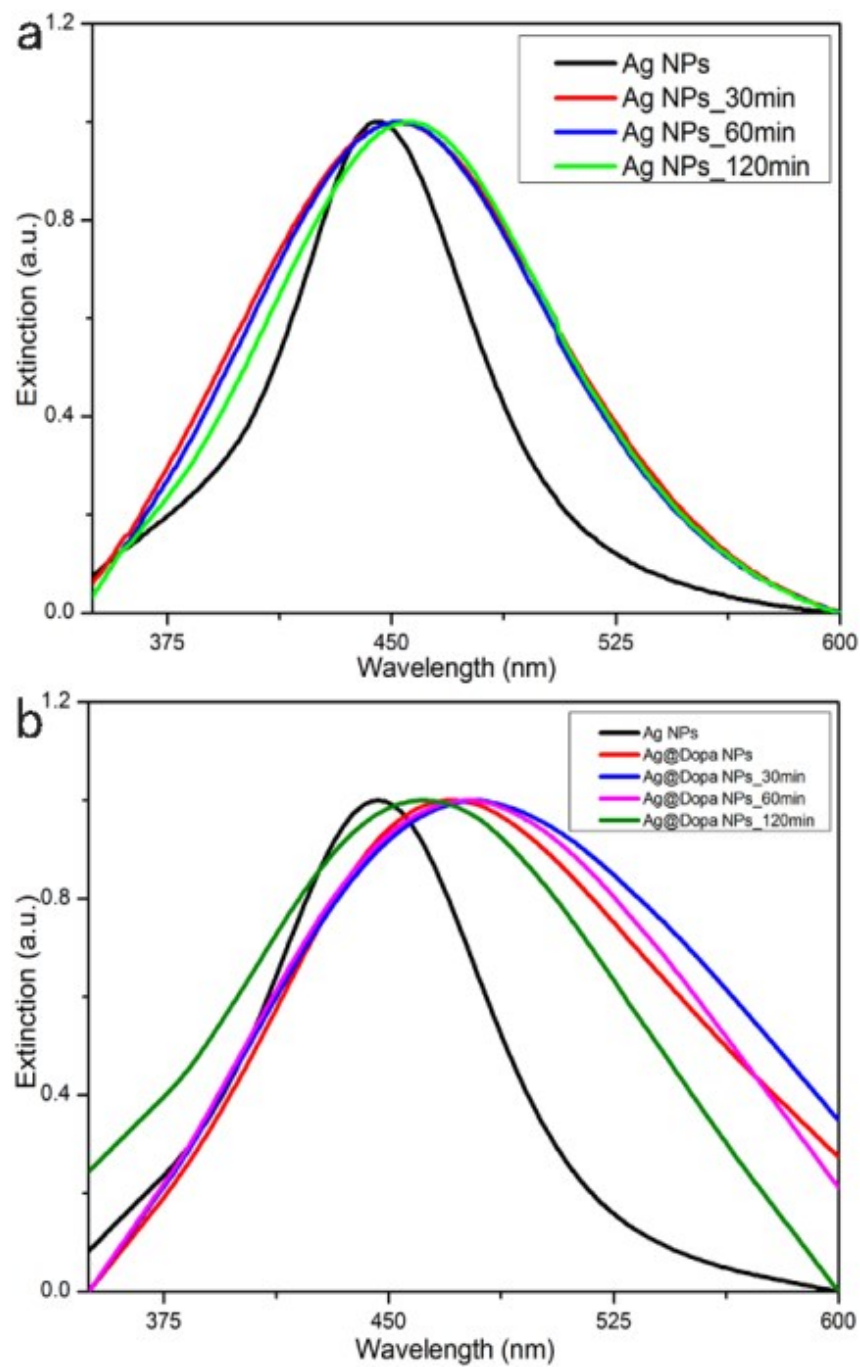 a
1.2
Ag NPs
Ag NPs_30min
Ag NPs_60min
Ag NPs_120min
0.8
0.4
0.0
Extinction (a.u.)
375
450
525
600
Wavelength (nm)
b
1.2
Ag NPs
Ag@Dopa NPs
Ag@Dopa NPs_30min
Ag@Dopa NPs_60min
Ag@Dopa NPs_120min
0.8
0.4
0.0
Extinction (a.u.)
375
450
525
600
Wavelength (nm)